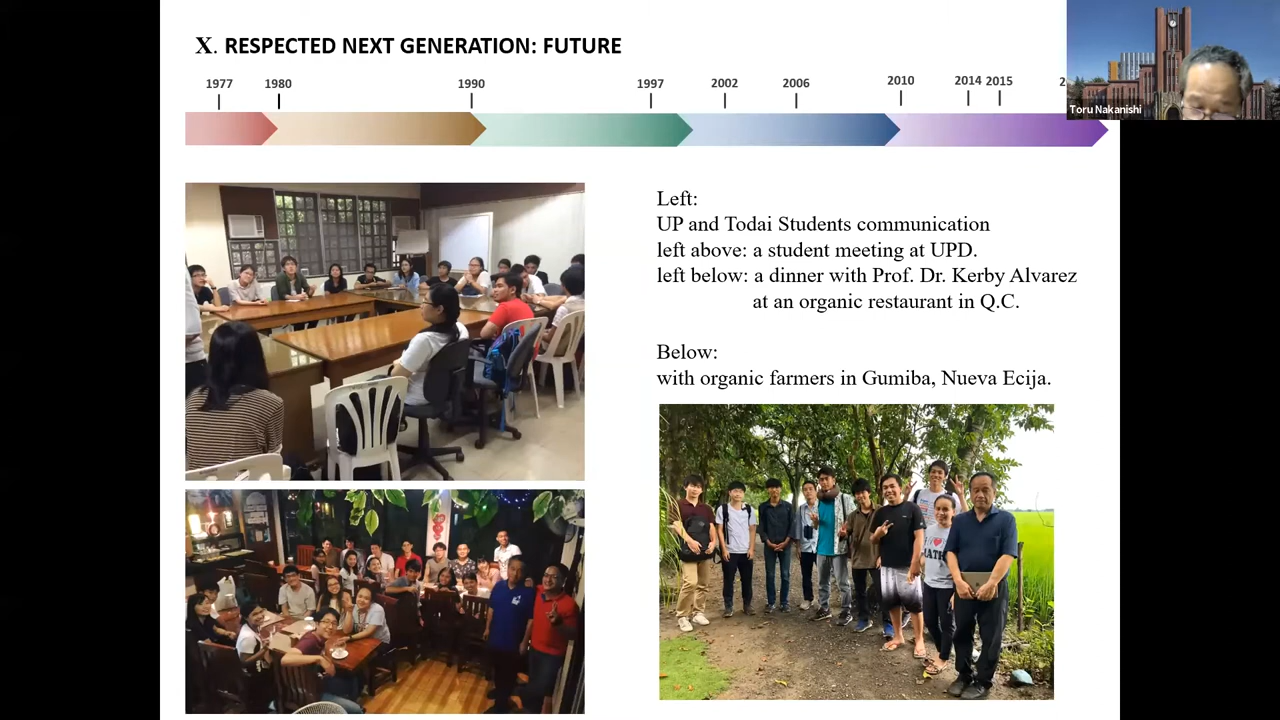 X. RESPECTED NEXT GENERATION: FUTURE
1977 1980 1990 1997 2002 2006 2010 2014 2015
Toru Nakanishi
Left:
UP and Todai Students communication
left above: a student meeting at UPD.
left below: a dinner with Prof. Dr. Kerby Alvarez
at an organic restaurant in Q.C.
Below:
with organic farmers in Gumiba, Nueva Ecija.